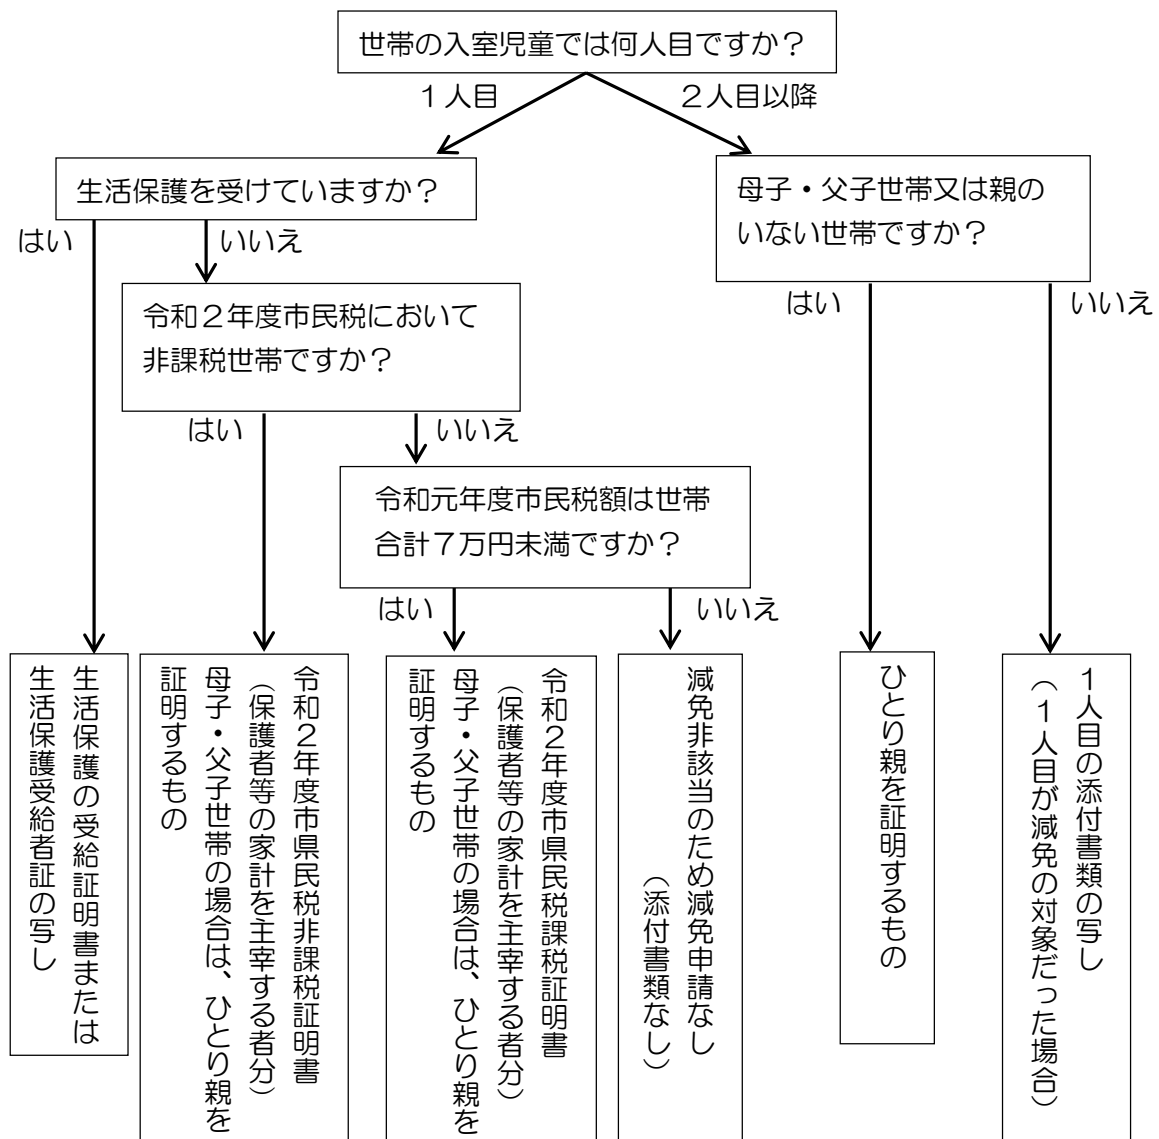 世帯の入室児童では何人目ですか？
１人目
２人目以降
生活保護を受けていますか？
母子・父子世帯又は親の
いない世帯ですか？
はい
いいえ
はい
いいえ
令和２年度市民税において
非課税世帯ですか？
はい
いいえ
令和元年度市民税額は世帯
合計７万円未満ですか？
はい
いいえ
生活保護の受給証明書または
生活保護受給者証の写し
令和２年度市県民税非課税証明書
（保護者等の家計を主宰する者分）
母子・父子世帯の場合は、ひとり親を
証明するもの
令和２年度市県民税課税証明書
（保護者等の家計を主宰する者分）
母子・父子世帯の場合は、ひとり親を
証明するもの
減免非該当のため減免申請なし
（添付書類なし）
ひとり親を証明するもの
１人目の添付書類の写し
（１人目が減免の対象だった場合）